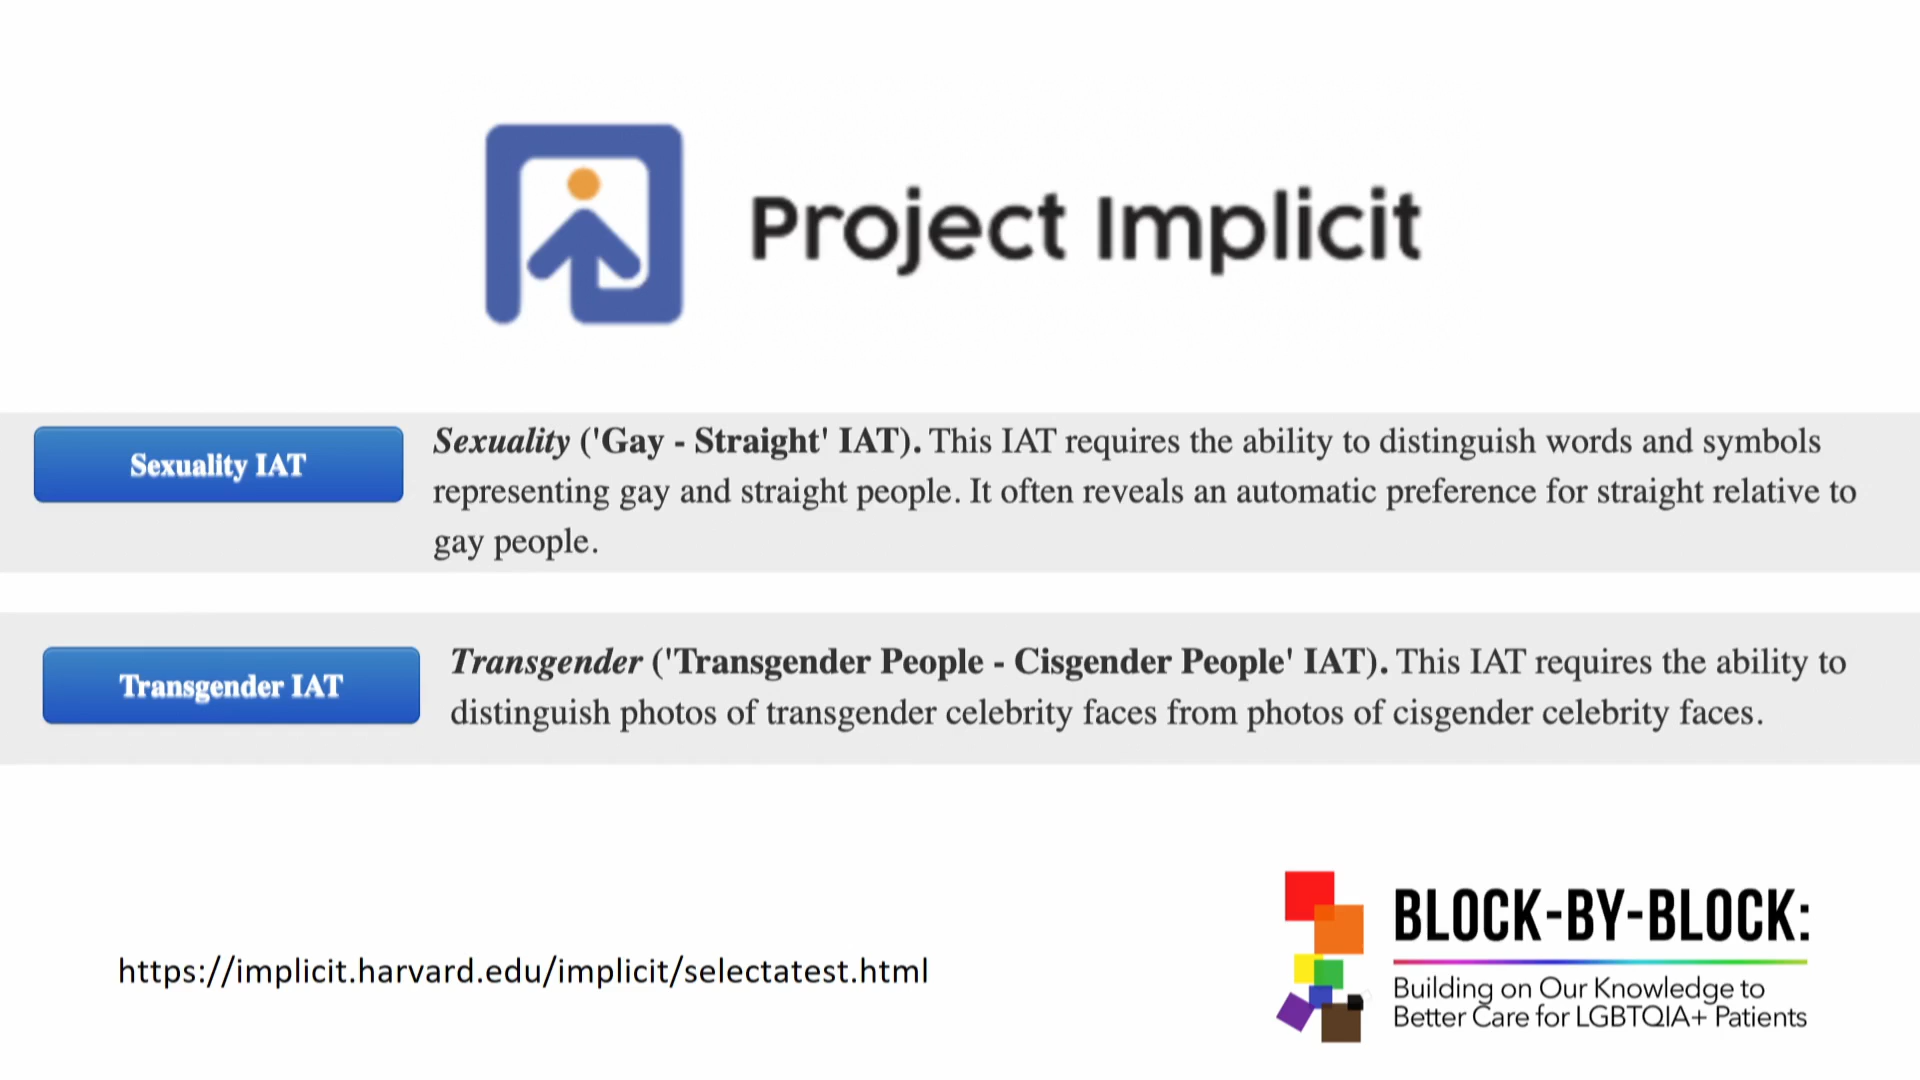 Project Implicit
Sexuality IAT
Sexuality ('Gay - Straight' IAT). This IAT requires the ability to distinguish words and symbols
representing gay and straight people. It often reveals an automatic preference for straight relative to
gay people.
Transgender IAT
Transgender ('Transgender People - Cisgender People' IAT). This IAT requires the ability to
distinguish photos of transgender celebrity faces from photos of cisgender celebrity faces.
https://implicit.harvard.edu/implicit/selectatest.html
BLOCK-BY-BLOCK:
Building on Our Knowledge to
Better Care for LGBTQIA+ Patients